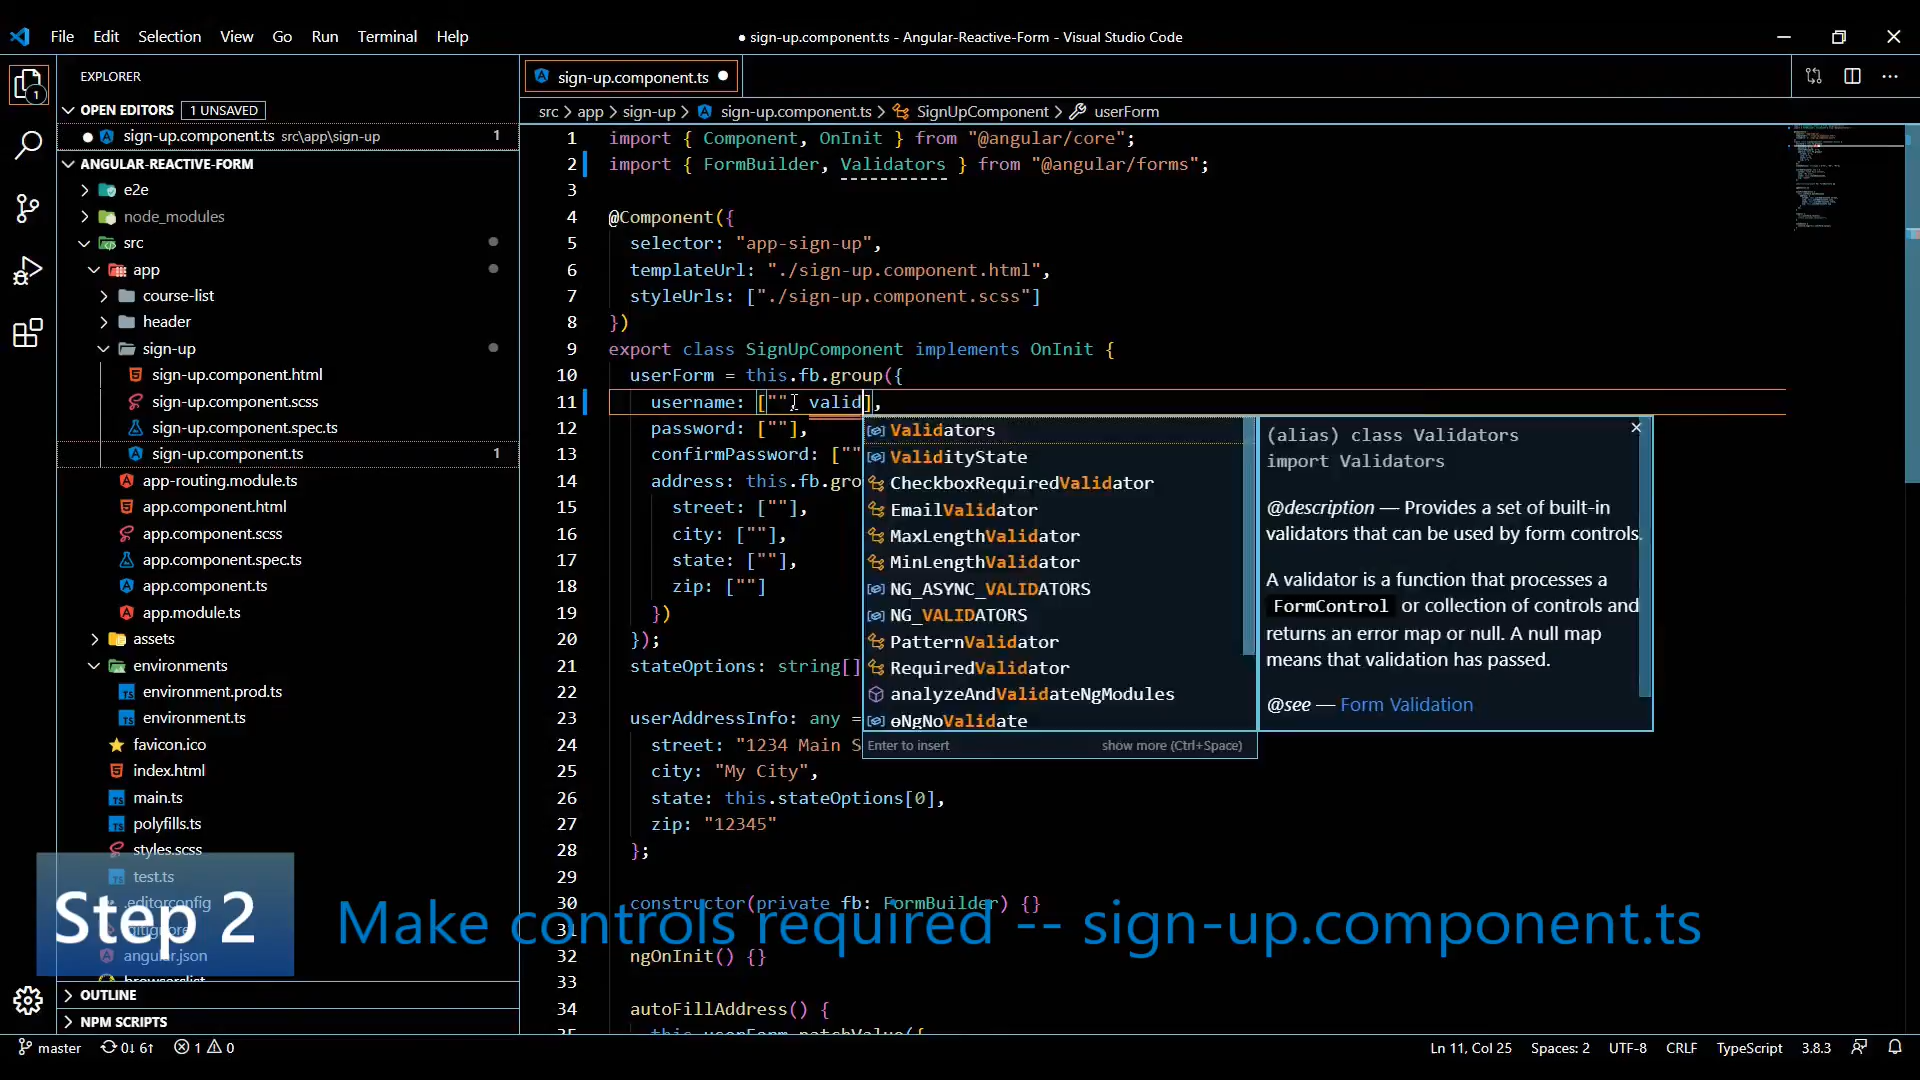 File Edit Selection View Go Run Terminal Help
● sign-up.component.ts - Angular-Reactive-Form - Visual Studio Code
EXPLORER
OPEN EDITORS 1 UNSAVED
sign-up.component.ts src\app\sign-up 1
ANGULAR-REACTIVE-FORM
e2e
node_modules
src
app
course-list
header
sign-up
sign-up.component.html
sign-up.component.scss
sign-up.component.spec.ts
sign-up.component.ts 1
app-routing.module.ts
app.component.html
app.component.scss
app.component.spec.ts
app.component.ts
app.module.ts
assets
environments
environment.prod.ts
environment.ts
favicon.ico
index.html
main.ts
polyfills.ts
styles.scss
test.ts
.editorconfig
.gitignore
angular.json
browserslist
OUTLINE
NPM SCRIPTS
sign-up.component.ts ●
src > app > sign-up > sign-up.component.ts > SignUpComponent > userForm
1 import { Component, OnInit } from "@angular/core";
2 import { FormBuilder, Validators } from "@angular/forms";
3
4 @Component({
5 selector: "app-sign-up",
6 templateUrl: "./sign-up.component.html",
7 styleUrls: ["./sign-up.component.scss"]
8 })
9 export class SignUpComponent implements OnInit {
10 userForm = this.fb.group({
11 username: ["", valid],
12 password: [""],
13 confirmPassword: [""
14 address: this.fb.gro
15 street: [""],
16 city: [""],
17 state: [""],
18 zip: [""]
19 })
20 });
21 stateOptions: string[]
22
23 userAddressInfo: any =
24 street: "1234 Main S
25 city: "My City",
26 state: this.stateOptions[0],
27 zip: "12345"
28 };
29
30 constructor(private fb: FormBuilder) {}
31
32 ngOnInit() {}
33
34 autoFillAddress() {
35 this.userForm.patchValue({
Validators
ValidityState
CheckboxRequiredValidator
EmailValidator
MaxLengthValidator
MinLengthValidator
NG_ASYNC_VALIDATORS
NG_VALIDATORS
PatternValidator
RequiredValidator
analyzeAndValidateNgModules
ɵNgNoValidate
Enter to insert show more (Ctrl+Space)
(alias) class Validators
import Validators
@description — Provides a set of built-in
validators that can be used by form controls.
A validator is a function that processes a
FormControl or collection of controls and
returns an error map or null. A null map
means that validation has passed.
@see — Form Validation
Step 2
Make controls required -- sign-up.component.ts
master 0↓ 6↑ 1 0
Ln 11, Col 25 Spaces: 2 UTF-8 CRLF TypeScript 3.8.3